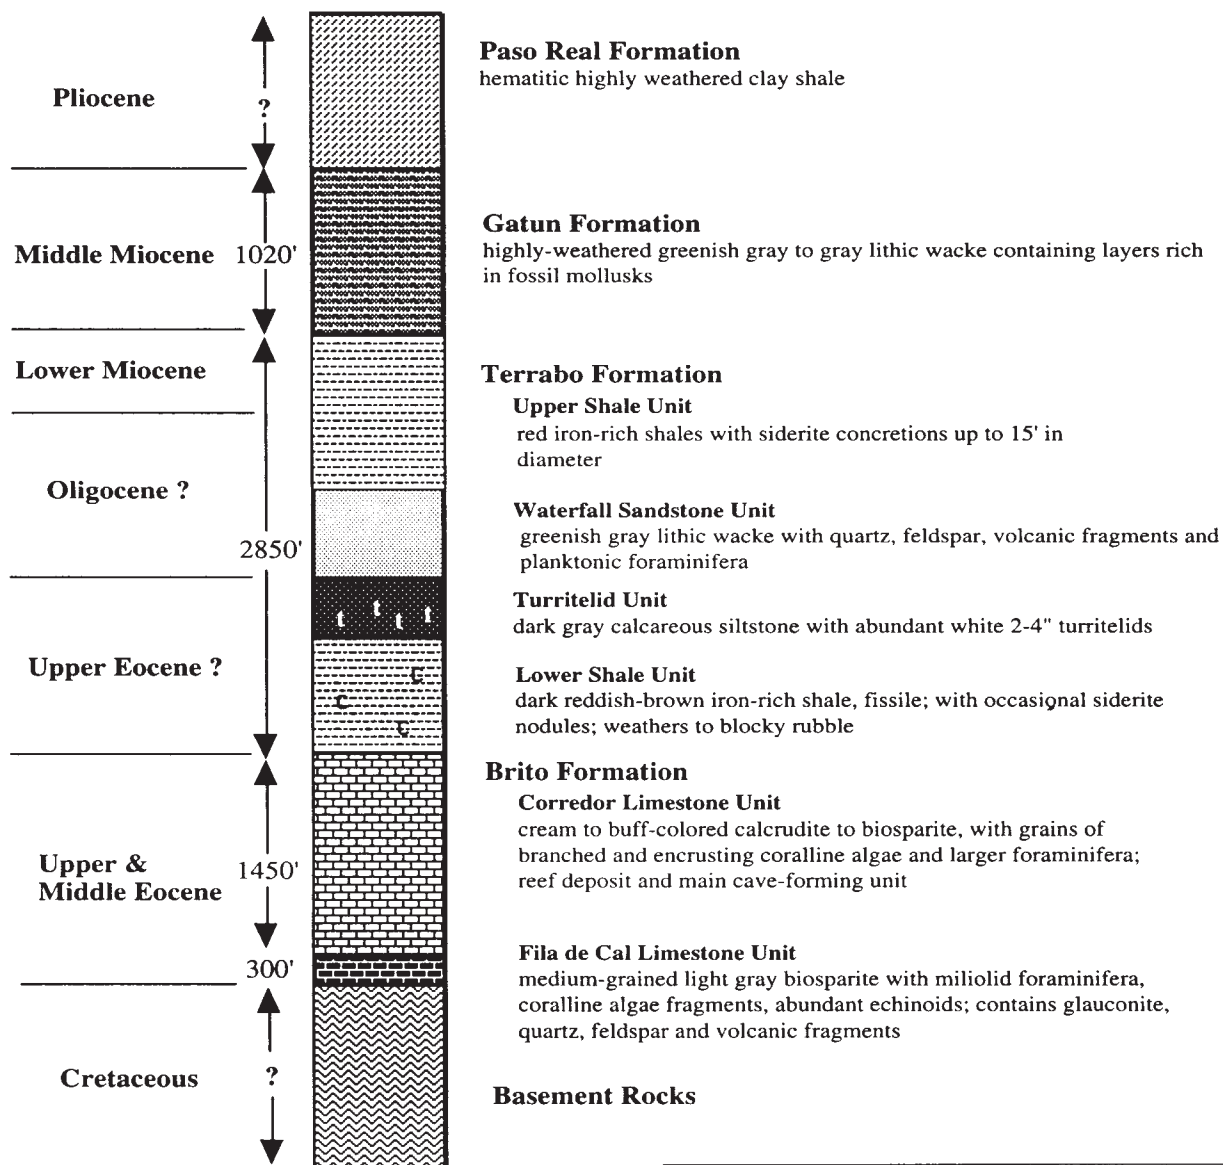 Paso Real Formation
hematitic highly weathered clay shale
Pliocene
?
Gatun Formation
highly-weathered greenish gray to gray lithic wacke containing layers rich
in fossil mollusks
Middle Miocene
1020'
Lower Miocene
Terrabo Formation
Upper Shale Unit
red iron-rich shales with siderite concretions up to 15' in
diameter
Oligocene ?
Waterfall Sandstone Unit
greenish gray lithic wacke with quartz, feldspar, volcanic fragments and
planktonic foraminifera
2850'
Turritelid Unit
dark gray calcareous siltstone with abundant white 2-4" turritelids
t t t t
Upper Eocene ?
Lower Shale Unit
dark reddish-brown iron-rich shale, fissile; with occasional siderite
nodules; weathers to blocky rubble
c
c
c
Brito Formation
Corredor Limestone Unit
cream to buff-colored calcrudite to biosparite, with grains of
branched and encrusting coralline algae and larger foraminifera;
reef deposit and main cave-forming unit
Upper &
Middle Eocene
1450'
Fila de Cal Limestone Unit
medium-grained light gray biosparite with miliolid foraminifera,
coralline algae fragments, abundant echinoids; contains glauconite,
quartz, feldspar and volcanic fragments
300'
Cretaceous
?
Basement Rocks